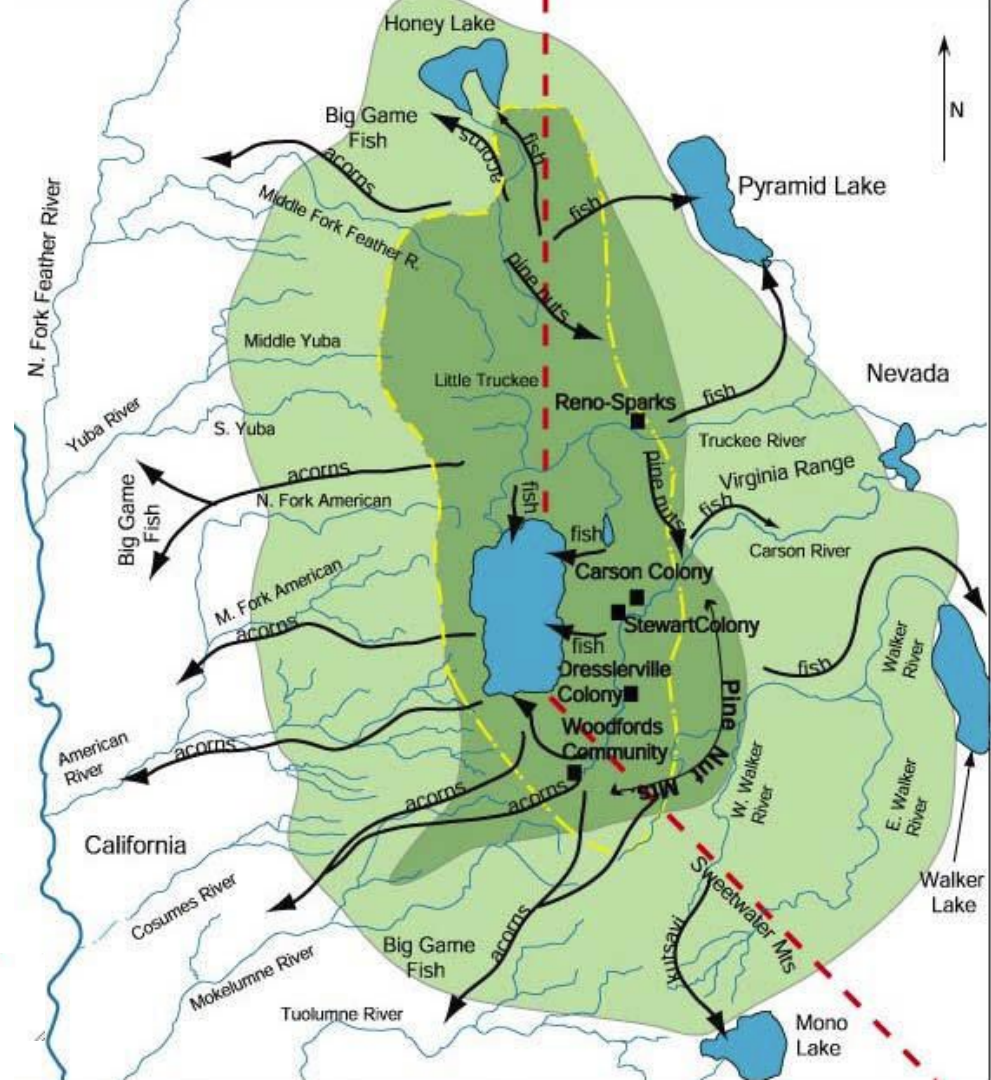 Honey Lake
N
Big Game
Fish
acorns
fish
acorns
Pyramid Lake
fish
Middle Fork Feather R.
N. Fork Feather River
pine nuts
Middle Yuba
Nevada
Little Truckee
fish
Reno-Sparks
Yuba River
S. Yuba
Truckee River
Virginia Range
acorns
pine nuts
Big Game
Fish
N. Fork American
fish
fish
fish
Carson River
Carson Colony
M. Fork American
acorns
StewartColony
fish
Walker
River
fish
Dresslerville
Colony
Pine Nut
Mts
American
River
acorns
Woodfords
Community
W. Walker
River
E. Walker
River
acorns
acorns
California
Walker
Lake
Cosumes River
Sweetwater Mts
acorns
kutsavi
Big Game
Fish
Mokelumne River
Tuolumne River
Mono
Lake